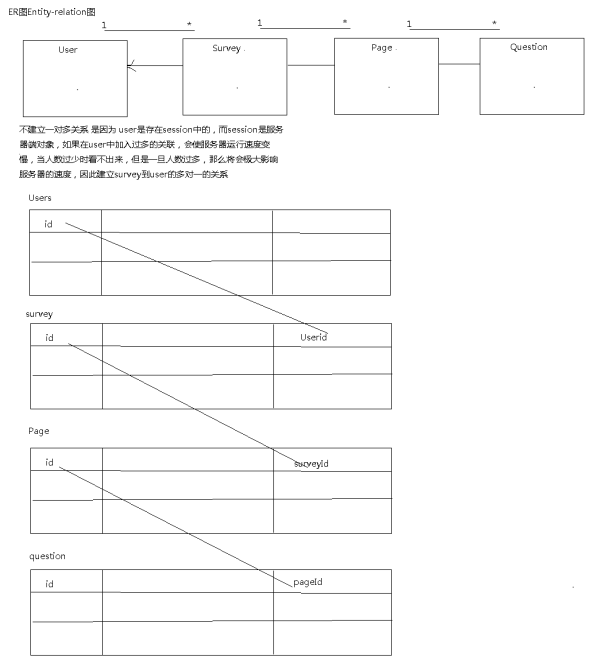 ER图Entity-relation图
1 * 1 * 1 *
User Survey Page Question
不建立一对多关系 是因为 user是存在session中的，而session是服务
器端对象，如果在user中加入过多的关联，会使服务器运行速度变
慢，当人数过少时看不出来，但是一旦人数过多，那么将会极大影响
服务器的速度，因此建立survey到user的多对一的关系
Users
id
survey
id Userid
Page
id surveyid
question
id pageId